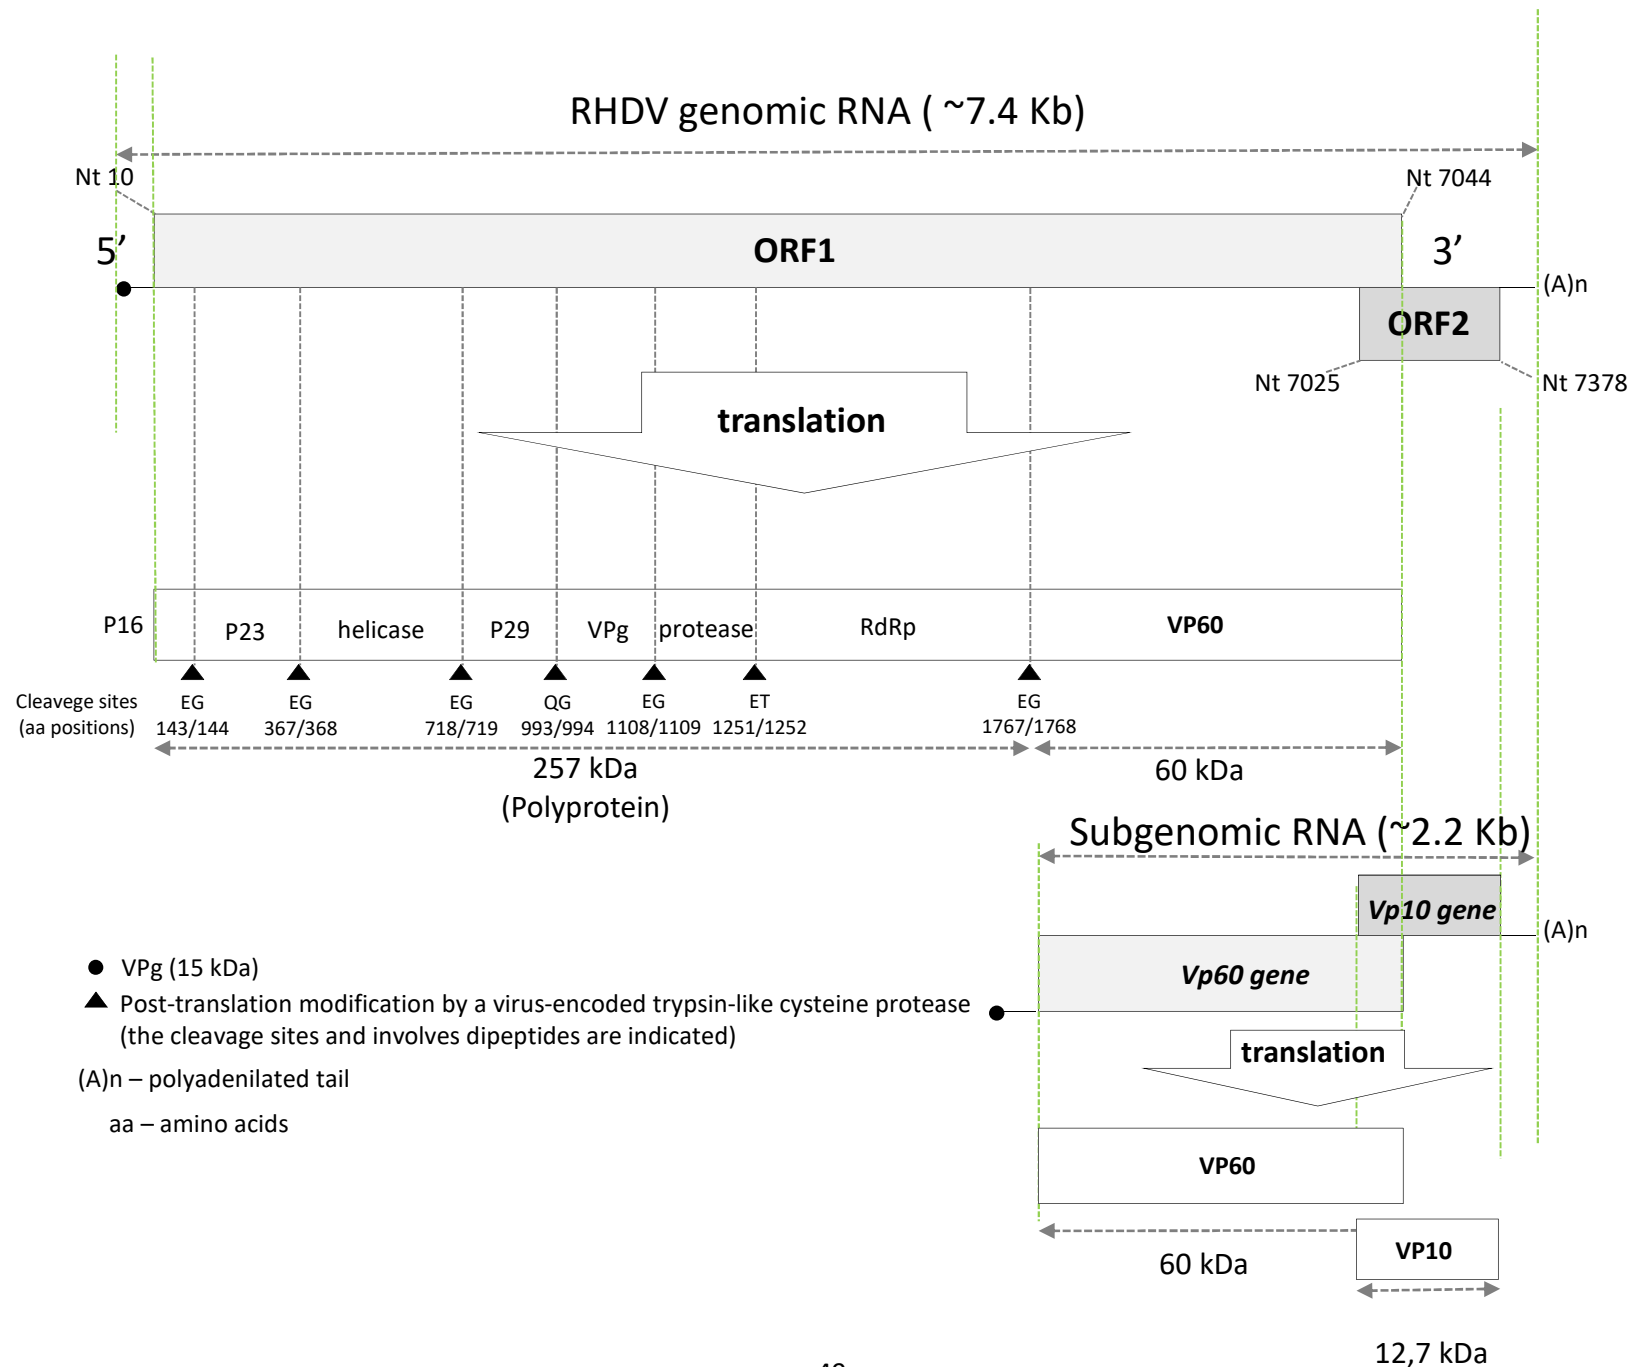 RHDV genomic RNA ( ~7.4 Kb)
Nt 10
Nt 7044
5’
ORF1
3’
(A)n
ORF2
Nt 7025
Nt 7378
translation
P16
P23
helicase
P29
VPg
protease
RdRp
VP60
Cleavege sites
(aa positions)
EG
143/144
EG
367/368
EG
718/719
QG
993/994
EG
1108/1109
ET
1251/1252
EG
1767/1768
257 kDa
(Polyprotein)
60 kDa
Subgenomic RNA (~2.2 Kb)
Vp10 gene
(A)n
Vp60 gene
VPg (15 kDa)
Post-translation modification by a virus-encoded trypsin-like cysteine protease
(the cleavage sites and involves dipeptides are indicated)
(A)n – polyadenilated tail
aa – amino acids
translation
VP60
VP10
60 kDa
12,7 kDa